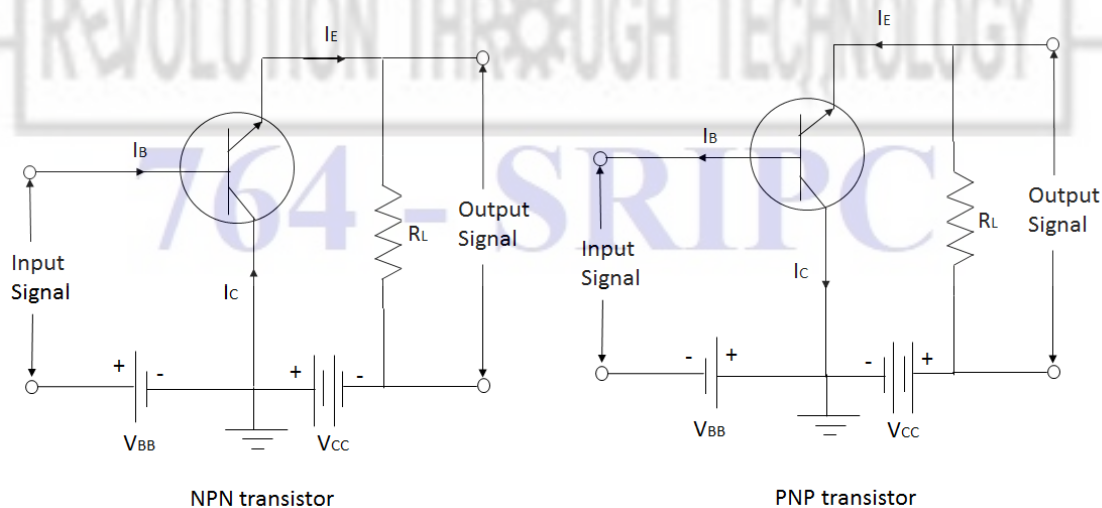 REVOLUTION THROUGH TECHNOLOGY
764 - SRIPC
IE
IB
RL
Output
Signal
Input
Signal
IC
+
-
+
-
VBB
VCC
NPN transistor
IE
IB
RL
Output
Signal
Input
Signal
IC
-
+
-
+
VBB
VCC
PNP transistor